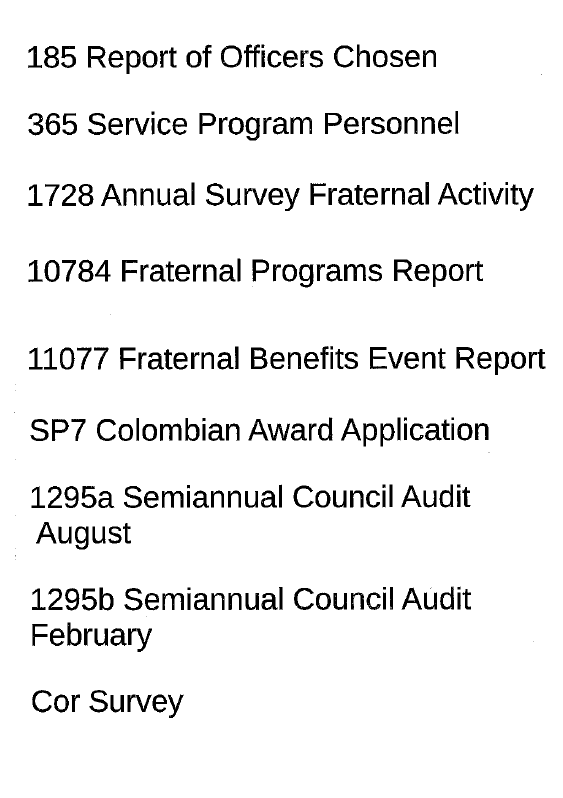 185 Report of Officers Chosen
365 Service Program Personnel
1728 Annual Survey Fraternal Activity
10784 Fraternal Programs Report
11077 Fraternal Benefits Event Report
SP7 Colombian Award Application
1295a Semiannual Council Audit
August
1295b Semiannual Council Audit
February
Cor Survey